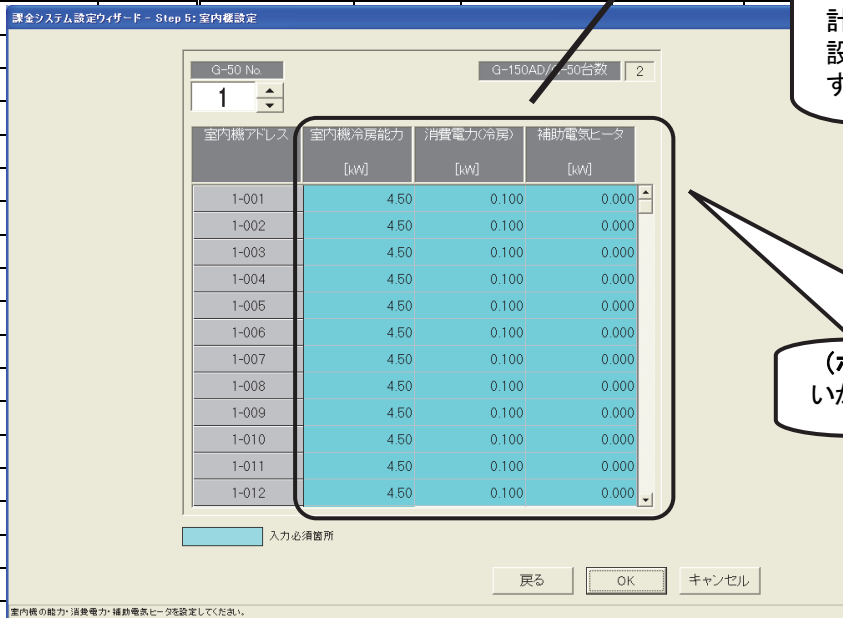 課金システム設定ウィザード - Step 5: 室内機設定
計
設
す
G-50 No.
G-150AD/G-50台数 2
1
室内機アドレス 室内機冷房能力 消費電力(冷房) 補助電気ヒータ
[kW] [kW] [kW]
1-001 4.50 0.100 0.000
1-002 4.50 0.100 0.000
1-003 4.50 0.100 0.000
1-004 4.50 0.100 0.000
1-005 4.50 0.100 0.000
1-006 4.50 0.100 0.000
1-007 4.50 0.100 0.000
1-008 4.50 0.100 0.000
1-009 4.50 0.100 0.000
1-010 4.50 0.100 0.000
1-011 4.50 0.100 0.000
1-012 4.50 0.100 0.000
いか
入力必須箇所
戻る OK キャンセル
室内機の能力・消費電力・補助電気ヒータを設定してください。